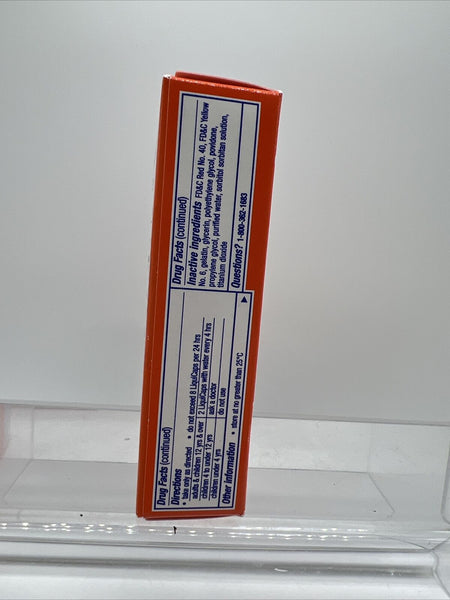 Drug Facts (continued)
Directions
• take only as directed • do not exceed 8 LiquiCaps per 24 hrs
adults & children 12 yrs & over 2 LiquiCaps with water every 4 hrs
children 4 to under 12 yrs ask a doctor
children under 4 yrs do not use
Other information • store at no greater than 25°C
Drug Facts (continued)
Inactive ingredients FD&C Red No. 40, FD&C Yellow
No. 6, gelatin, glycerin, polyethylene glycol, povidone,
propylene glycol, purified water, sorbitol sorbitan solution,
titanium dioxide
Questions? 1-800-362-1683